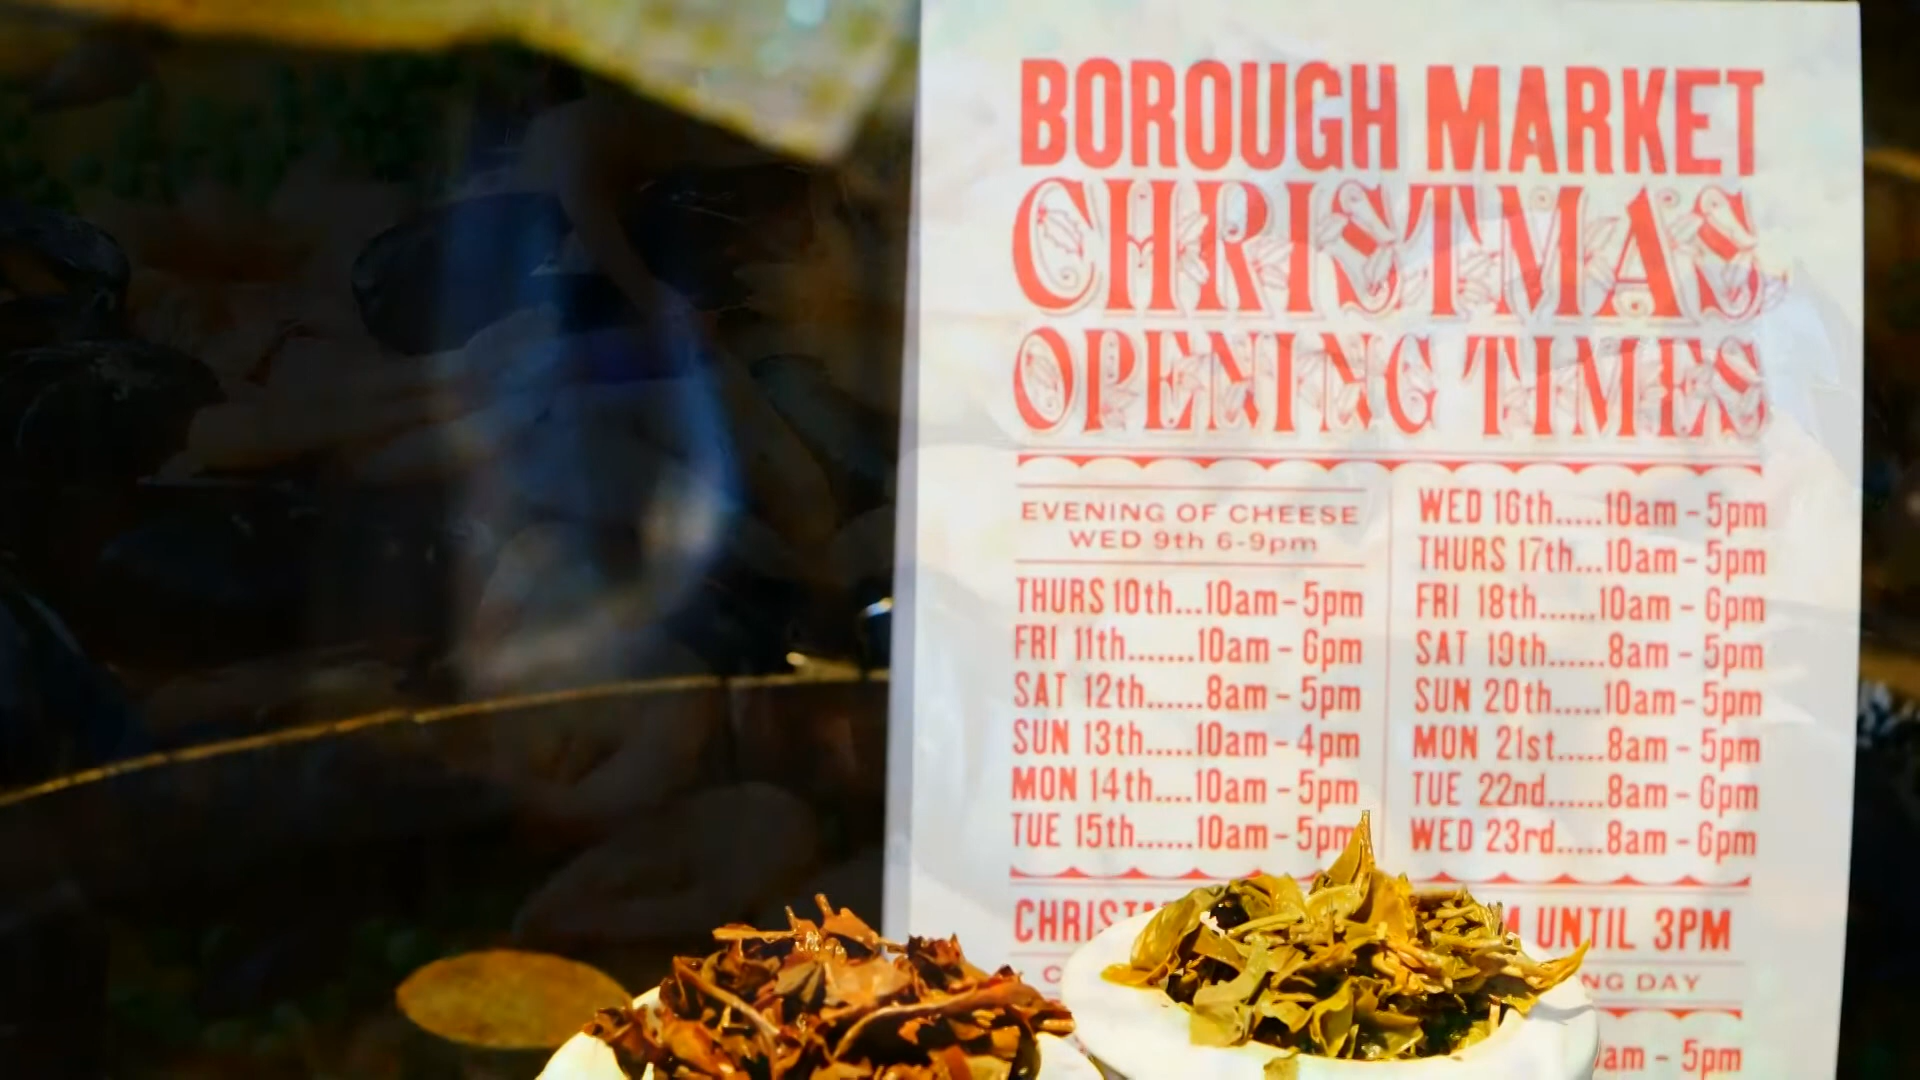 BOROUGH MARKET
CHRISTMAS
OPENING TIMES
EVENING OF CHEESE
WED 9th 6-9pm
THURS 10th...10am - 5pm
FRI 11th.......10am - 6pm
SAT 12th......8am - 5pm
SUN 13th.....10am - 4pm
MON 14th....10am - 5pm
TUE 15th......10am - 5pm
WED 16th.....10am - 5pm
THURS 17th...10am - 5pm
FRI 18th......10am - 6pm
SAT 19th......8am - 5pm
SUN 20th.....10am - 5pm
MON 21st.....8am - 5pm
TUE 22nd......8am - 6pm
WED 23rd.....8am - 6pm
UNTIL 3PM
DAY
- 5pm